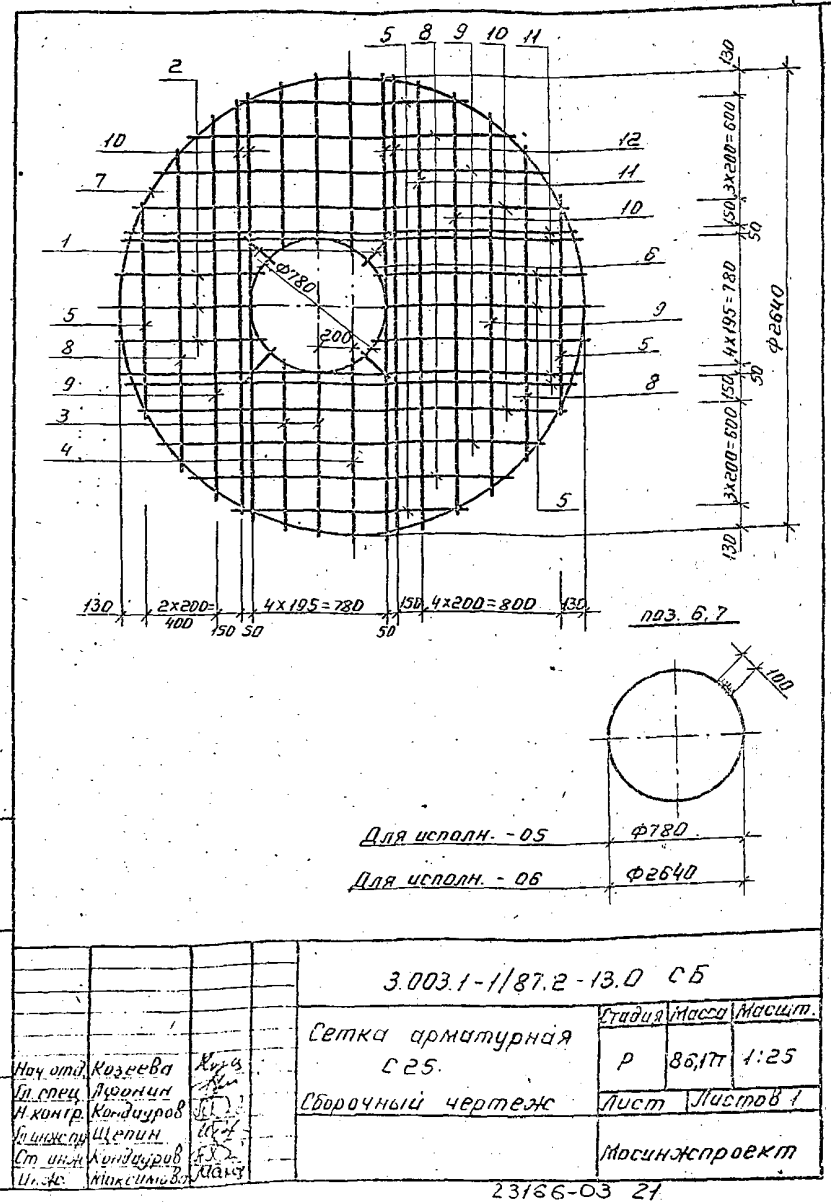 5 8 9 10 11
2
10
7
1
5
8
9
3
4
12
11
10
6
9
5
8
5
ф780
200
130
3х200=600
150
50
4х195=780
50
150
3х200=600
130
ф2640
130 2х200=400 150 50 4х195=780 50 150 4х200=800 130
поз. 6,7
100
Для исполн. -05 ф780
Для исполн. -06 ф2640
3.003.1-1/87.2-13.0 СБ
Сетка арматурная
С25.
Сборочный чертеж
Стадия Масса Масшт.
Р 86,1 1:25
Лист Листов 1
Мосинжпроект
Нач отд Козеева
Гл. спец Афонин
Н контр Кондауров
Гл инж пр Щепин
Ст инж Кондауров
Инж. Максимова
23166-03 21